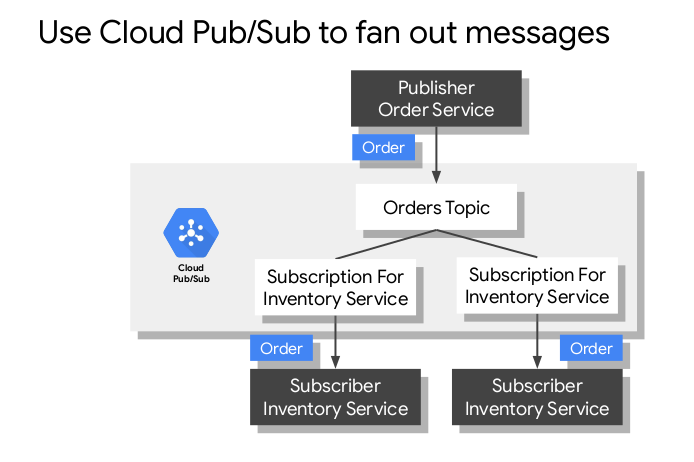 Use Cloud Pub/Sub to fan out messages
Publisher
Order Service
Order
Orders Topic
Cloud
Pub/Sub
Subscription For
Inventory Service
Subscription For
Inventory Service
Order
Order
Subscriber
Inventory Service
Subscriber
Inventory Service